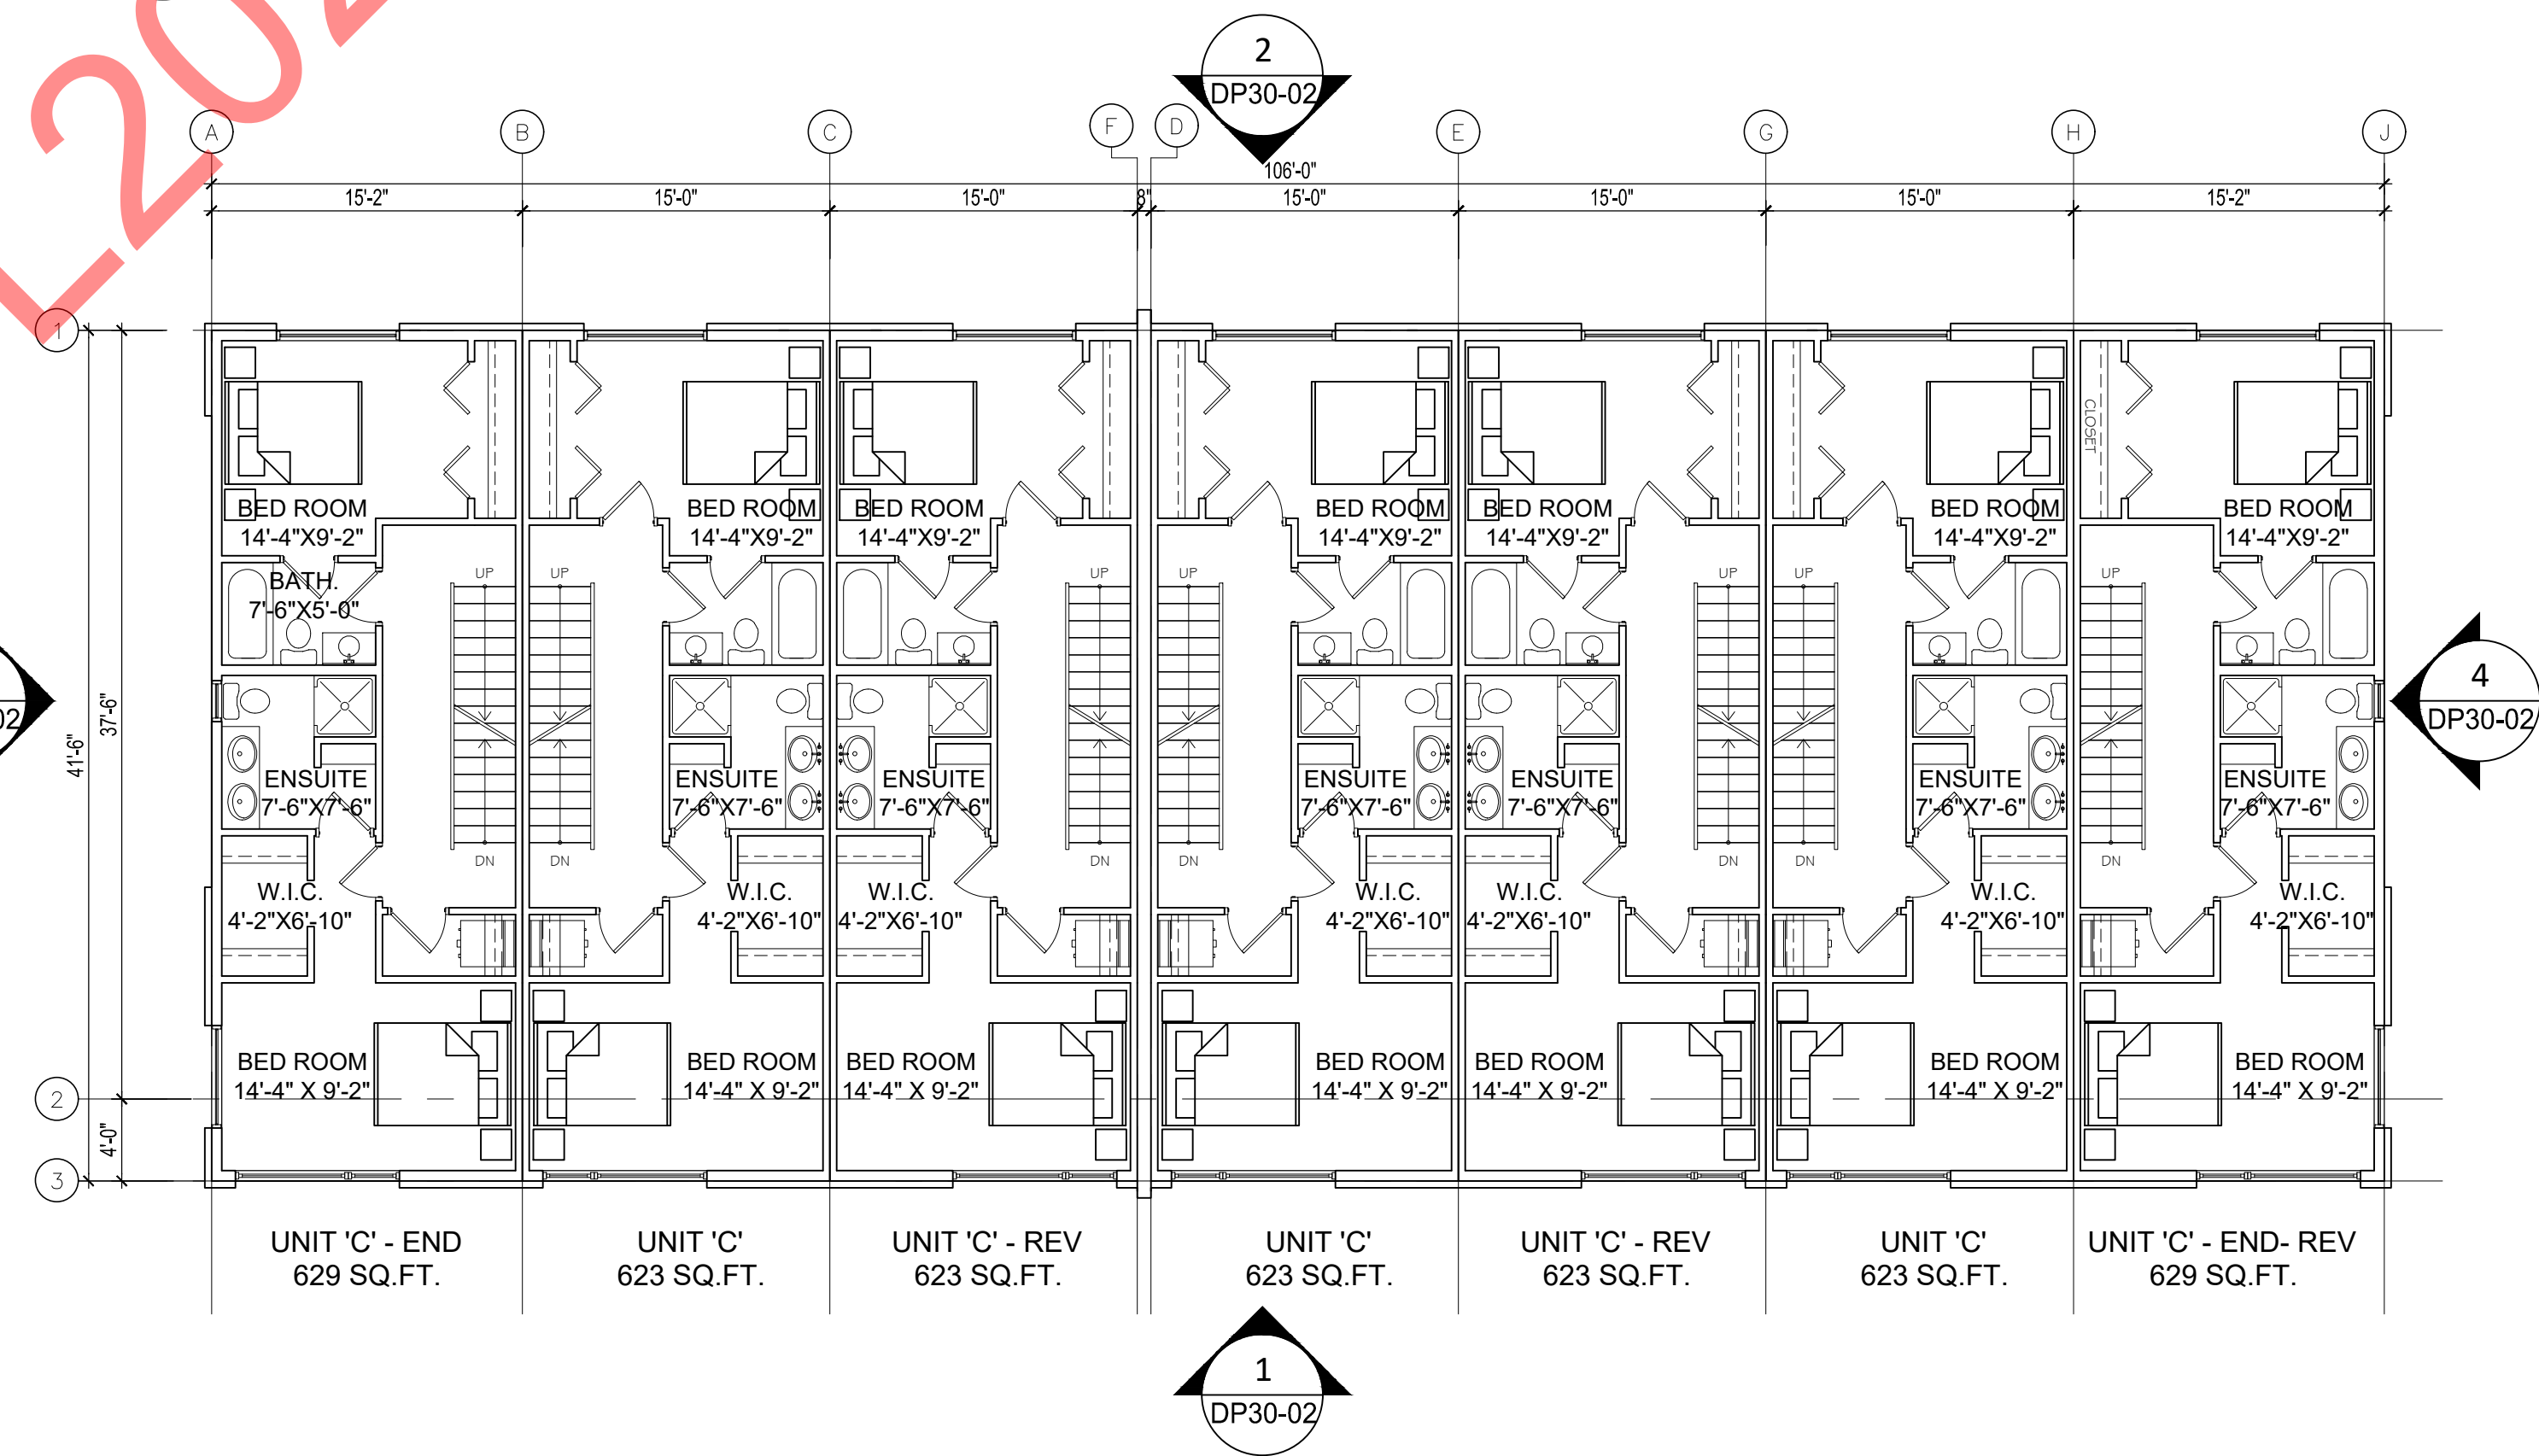 L202
2
DP30-02
A B C F D E G H J
106'-0"
15'-2" 15'-0" 15'-0" 8" 15'-0" 15'-0" 15'-0" 15'-2"
1
CLOSET
BED ROOM BED ROOM BED ROOM BED ROOM BED ROOM BED ROOM BED ROOM
14'-4"X9'-2" 14'-4"X9'-2" 14'-4"X9'-2" 14'-4"X9'-2" 14'-4"X9'-2" 14'-4"X9'-2" 14'-4"X9'-2"
BATH.
7'-6"X5'-0"
UP UP UP UP UP UP UP
41'-6"
37'-6"
4'-0"
02
4
DP30-02
ENSUITE ENSUITE ENSUITE ENSUITE ENSUITE ENSUITE ENSUITE
7'-6"X7'-6" 7'-6"X7'-6" 7'-6"X7'-6" 7'-6"X7'-6" 7'-6"X7'-6" 7'-6"X7'-6" 7'-6"X7'-6"
DN DN DN DN DN DN DN
W.I.C. W.I.C. W.I.C. W.I.C. W.I.C. W.I.C. W.I.C.
4'-2"X6'-10" 4'-2"X6'-10" 4'-2"X6'-10" 4'-2"X6'-10" 4'-2"X6'-10" 4'-2"X6'-10" 4'-2"X6'-10"
BED ROOM BED ROOM BED ROOM BED ROOM BED ROOM BED ROOM BED ROOM
14'-4" X 9'-2" 14'-4" X 9'-2" 14'-4" X 9'-2" 14'-4" X 9'-2" 14'-4" X 9'-2" 14'-4" X 9'-2" 14'-4" X 9'-2"
2
3
UNIT 'C' - END UNIT 'C' UNIT 'C' - REV UNIT 'C' UNIT 'C' - REV UNIT 'C' UNIT 'C' - END- REV
629 SQ.FT. 623 SQ.FT. 623 SQ.FT. 623 SQ.FT. 623 SQ.FT. 623 SQ.FT. 629 SQ.FT.
1
DP30-02